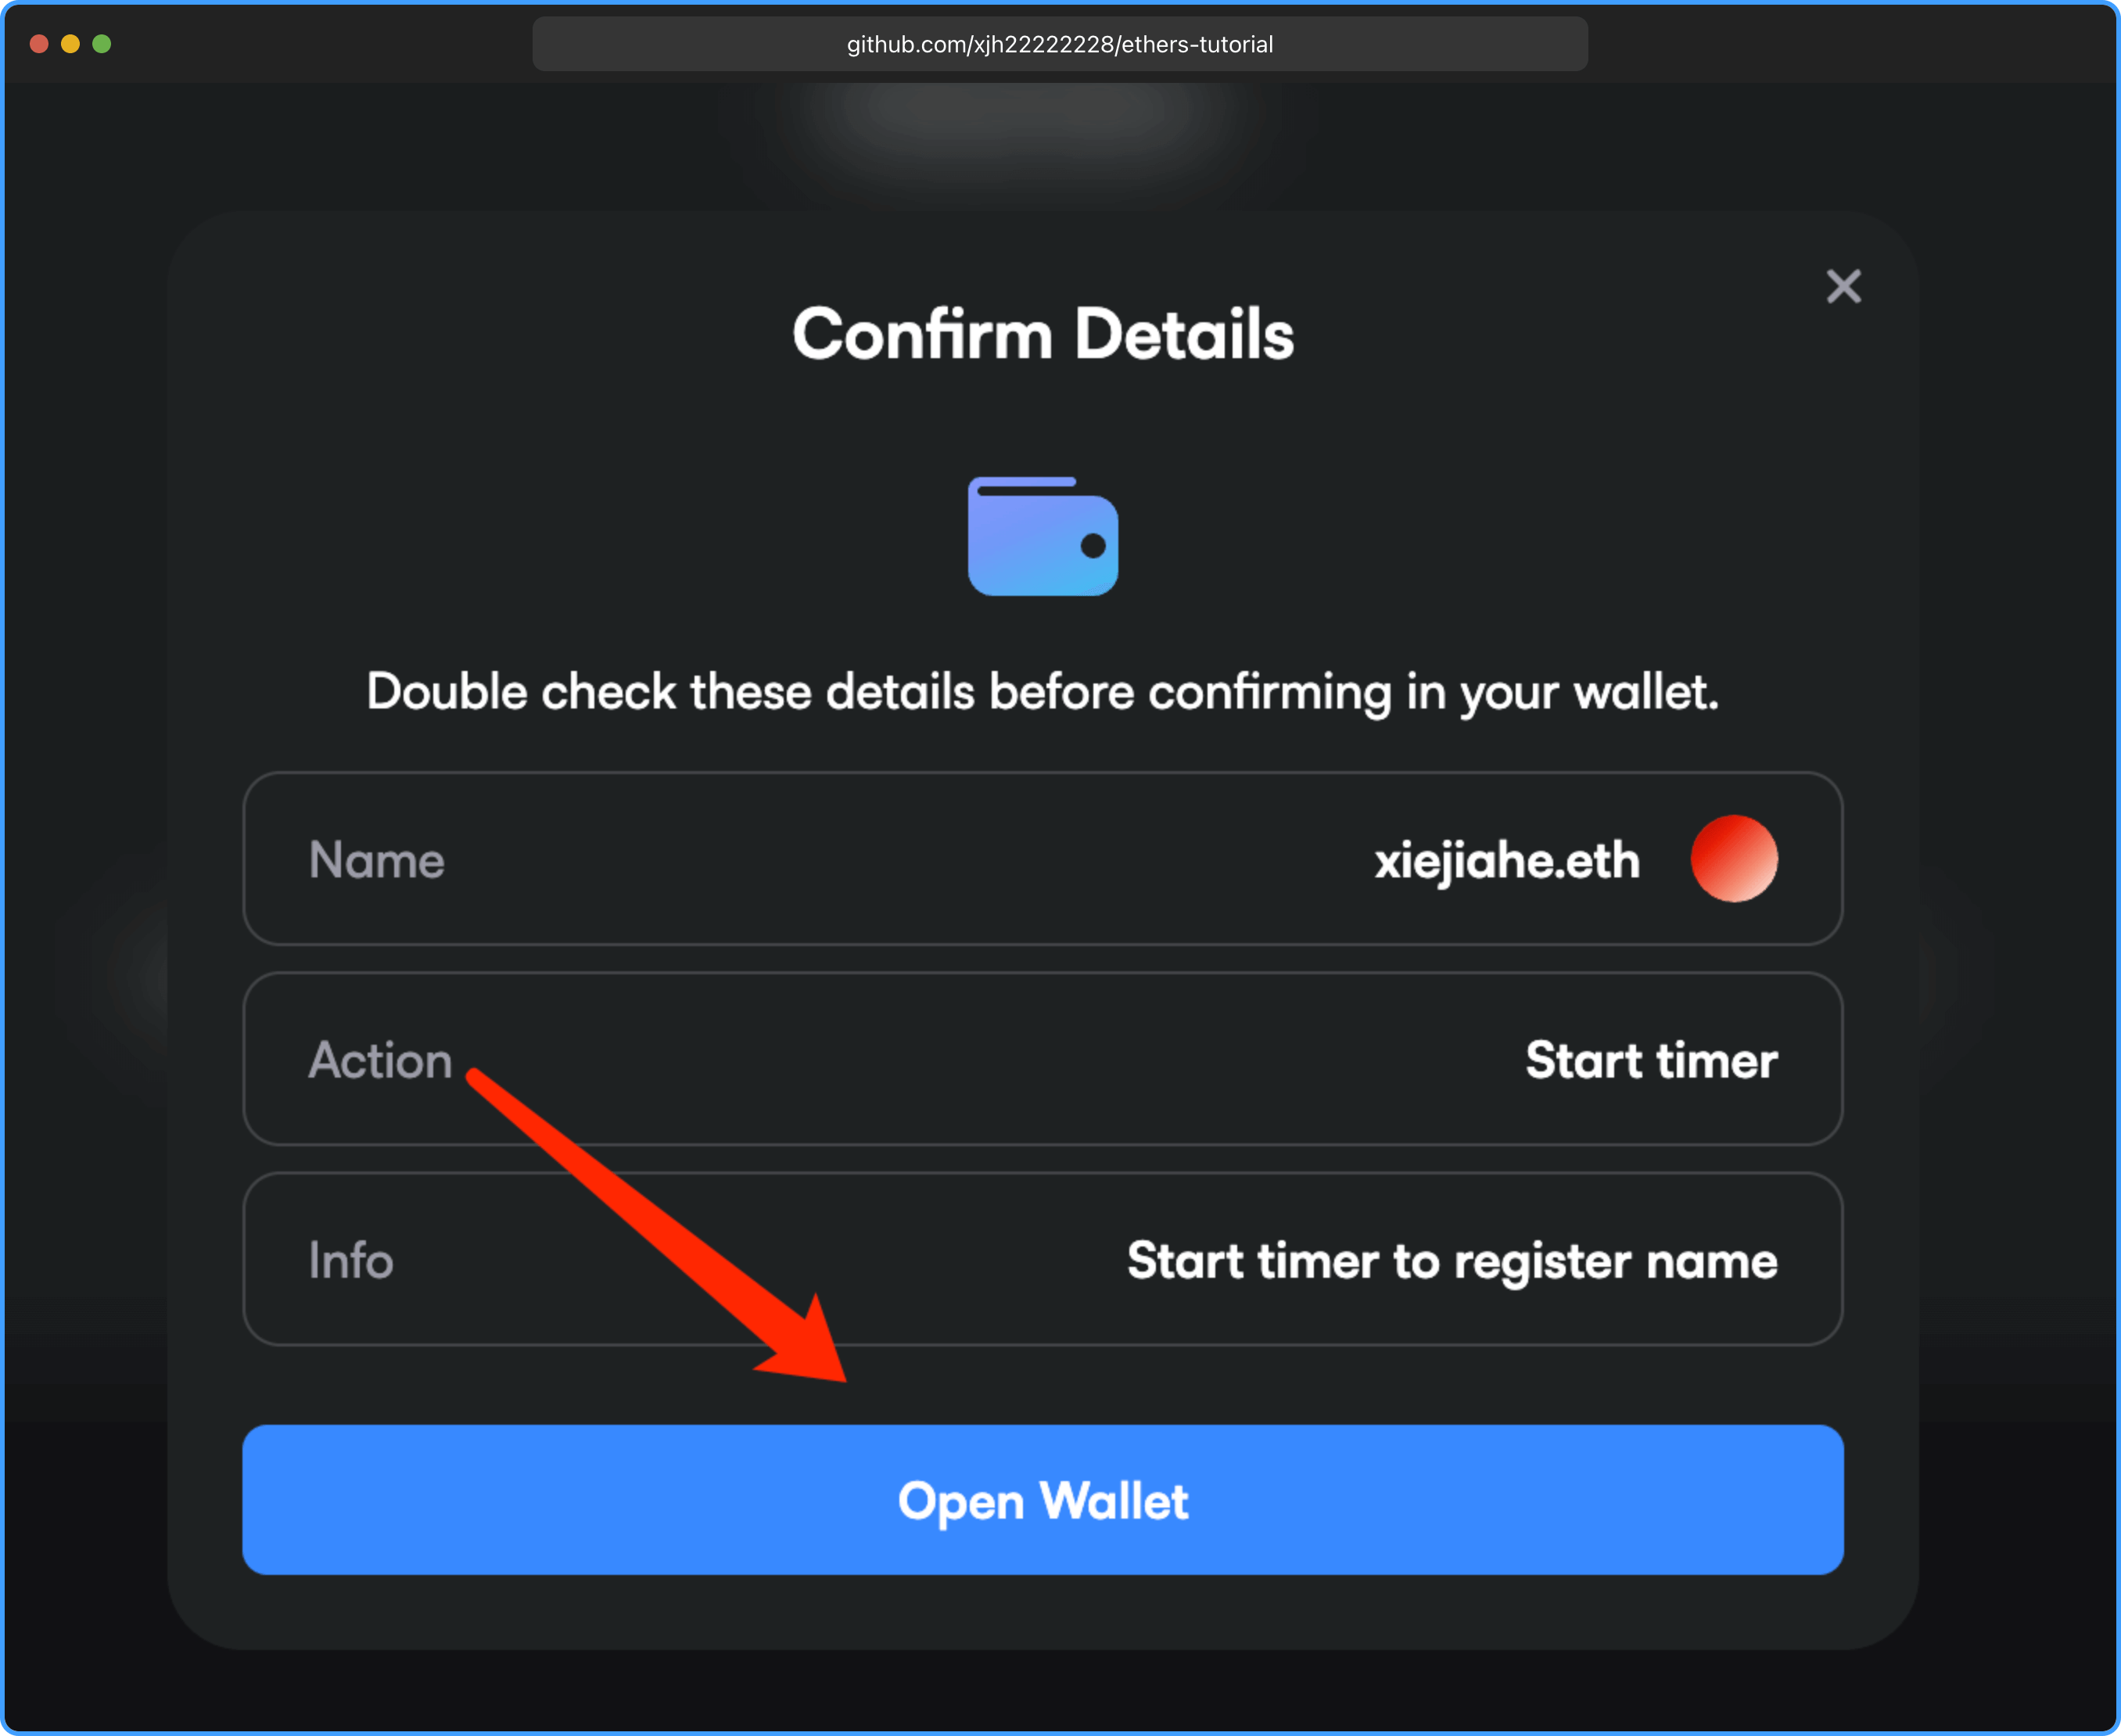 github.com/xjh22222228/ethers-tutorial
Confirm Details
Double check these details before confirming in your wallet.
Name xiejiahe.eth
Action Start timer
Info Start timer to register name
Open Wallet